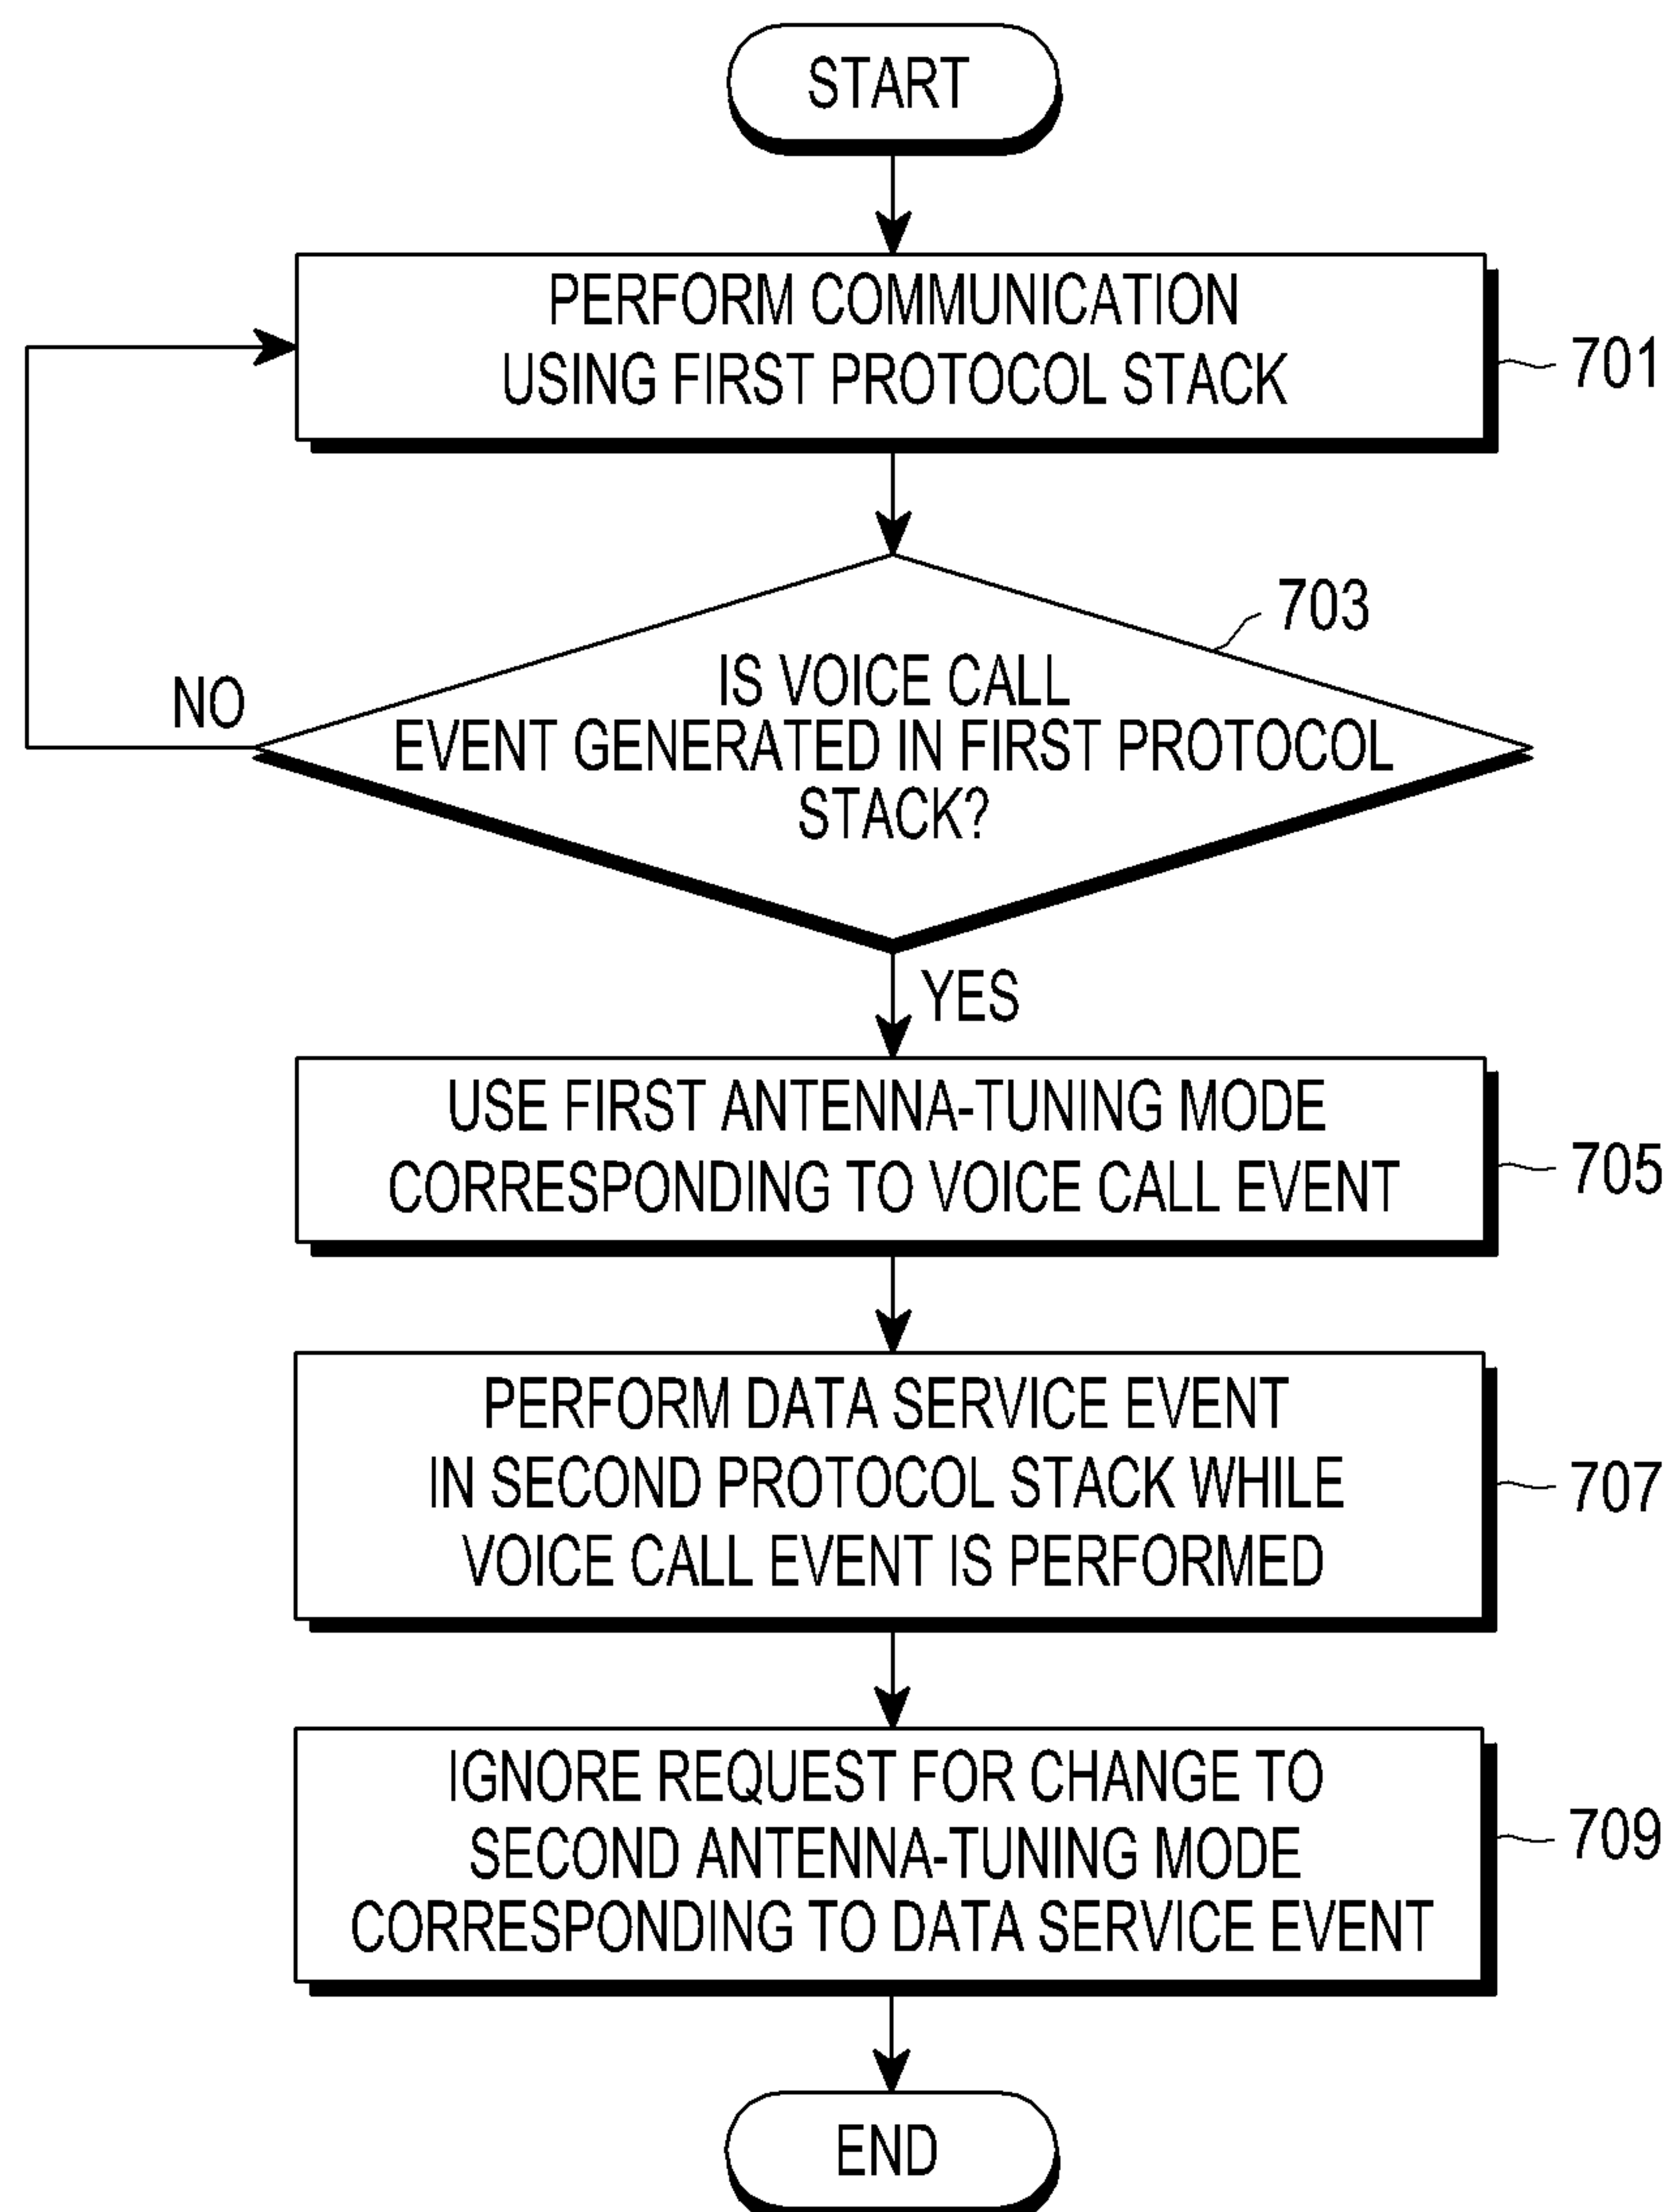 START
PERFORM COMMUNICATION
USING FIRST PROTOCOL STACK
701
703
IS VOICE CALL
EVENT GENERATED IN FIRST PROTOCOL
STACK?
NO
YES
USE FIRST ANTENNA-TUNING MODE
CORRESPONDING TO VOICE CALL EVENT
705
PERFORM DATA SERVICE EVENT
IN SECOND PROTOCOL STACK WHILE
VOICE CALL EVENT IS PERFORMED
707
IGNORE REQUEST FOR CHANGE TO
SECOND ANTENNA-TUNING MODE
CORRESPONDING TO DATA SERVICE EVENT
709
END